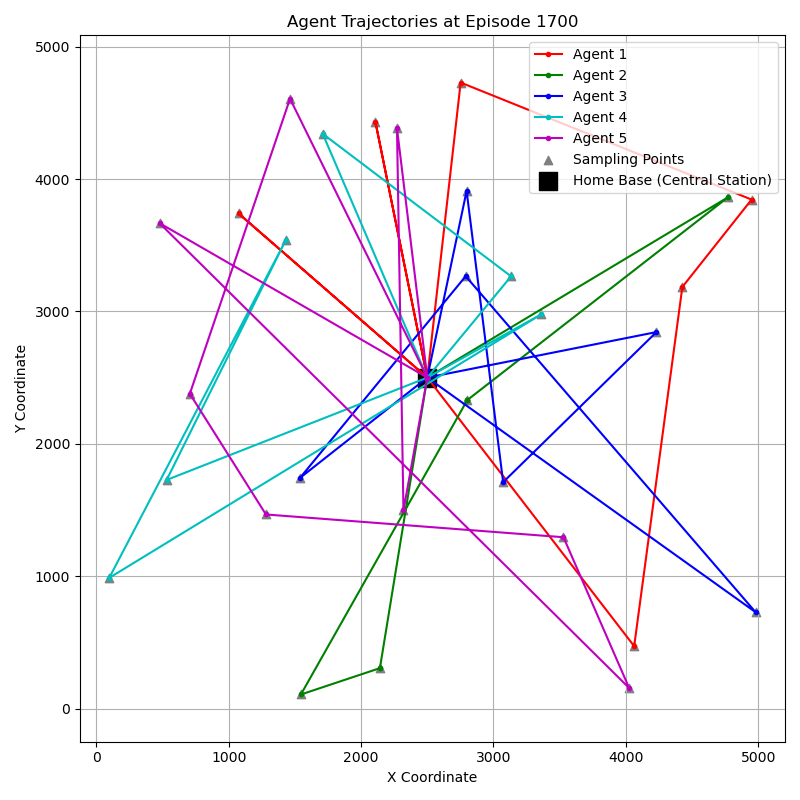 Agent Trajectories at Episode 1700
Agent 1
Agent 2
Agent 3
Agent 4
Agent 5
Sampling Points
Home Base (Central Station)
Y Coordinate
5000
4000
3000
2000
1000
0
0 1000 2000 3000 4000 5000
X Coordinate